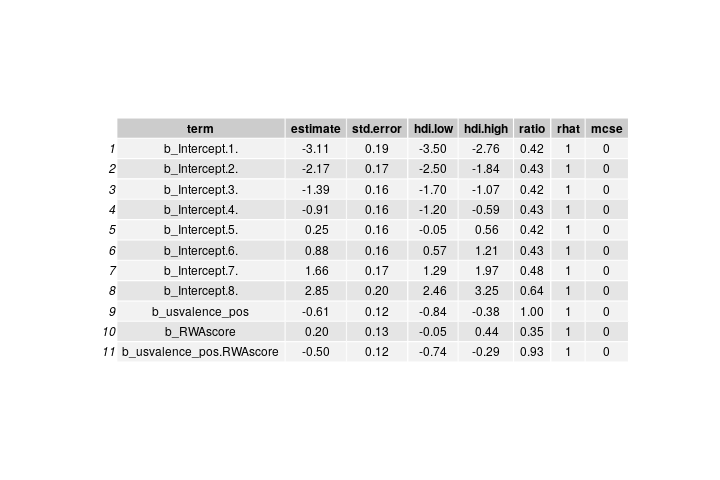 term estimate std.error hdi.low hdi.high ratio rhat mcse
1 b_Intercept.1. -3.11 0.19 -3.50 -2.76 0.42 1 0
2 b_Intercept.2. -2.17 0.17 -2.50 -1.84 0.43 1 0
3 b_Intercept.3. -1.39 0.16 -1.70 -1.07 0.42 1 0
4 b_Intercept.4. -0.91 0.16 -1.20 -0.59 0.43 1 0
5 b_Intercept.5. 0.25 0.16 -0.05 0.56 0.42 1 0
6 b_Intercept.6. 0.88 0.16 0.57 1.21 0.43 1 0
7 b_Intercept.7. 1.66 0.17 1.29 1.97 0.48 1 0
8 b_Intercept.8. 2.85 0.20 2.46 3.25 0.64 1 0
9 b_usvalence_pos -0.61 0.12 -0.84 -0.38 1.00 1 0
10 b_RWAscore 0.20 0.13 -0.05 0.44 0.35 1 0
11 b_usvalence_pos.RWAscore -0.50 0.12 -0.74 -0.29 0.93 1 0